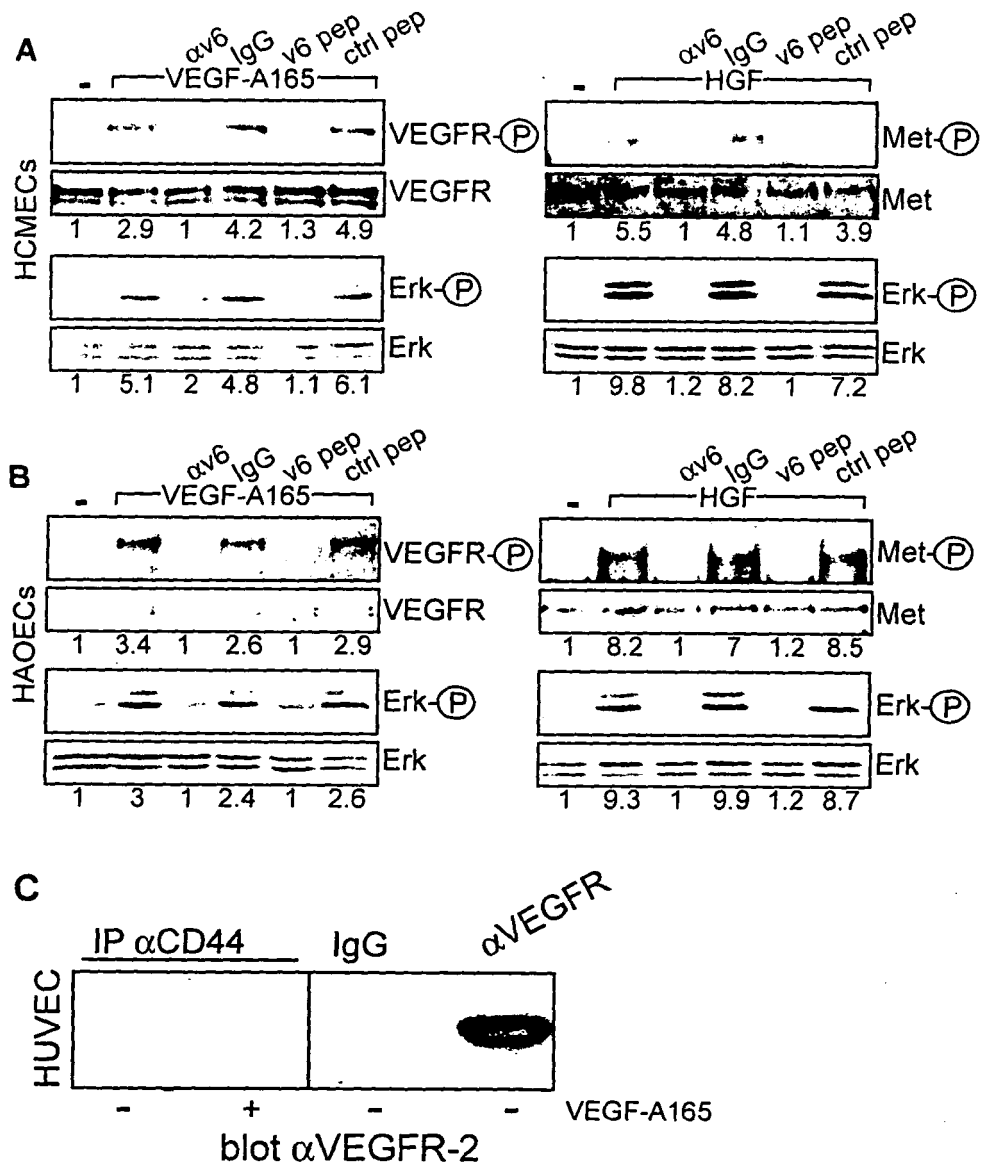 A
αv6 IgG v6 pep ctrl pep
- VEGF-A165
αv6 IgG v6 pep ctrl pep
- HGF
HCMECs
VEGFR-Ⓟ
VEGFR
1 2.9 1 4.2 1.3 4.9
Erk-Ⓟ
Erk
1 5.1 2 4.8 1.1 6.1
Met-Ⓟ
Met
1 5.5 1 4.8 1.1 3.9
Erk-Ⓟ
Erk
1 9.8 1.2 8.2 1 7.2
B
αv6 IgG v6 pep ctrl pep
- VEGF-A165
αv6 IgG v6 pep ctrl pep
- HGF
HAOECs
VEGFR-Ⓟ
VEGFR
1 3.4 1 2.6 1 2.9
Erk-Ⓟ
Erk
1 3 1 2.4 1 2.6
Met-Ⓟ
Met
1 8.2 1 7 1.2 8.5
Erk-Ⓟ
Erk
1 9.3 1 9.9 1.2 8.7
C
IP αCD44 IgG αVEGFR
HUVEC
- + - - VEGF-A165
blot αVEGFR-2